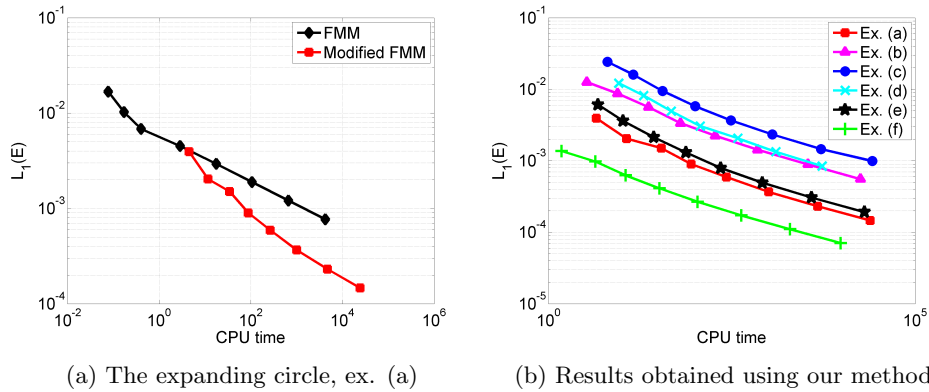 10^-1
10^-2
10^-3
10^-4
L_1(E)
10^-2
10^0
10^2
10^4
10^6
CPU time
FMM
Modified FMM
(a) The expanding circle, ex. (a)
10^-1
10^-2
10^-3
10^-4
10^-5
L_1(E)
10^0
10^5
CPU time
Ex. (a)
Ex. (b)
Ex. (c)
Ex. (d)
Ex. (e)
Ex. (f)
(b) Results obtained using our method